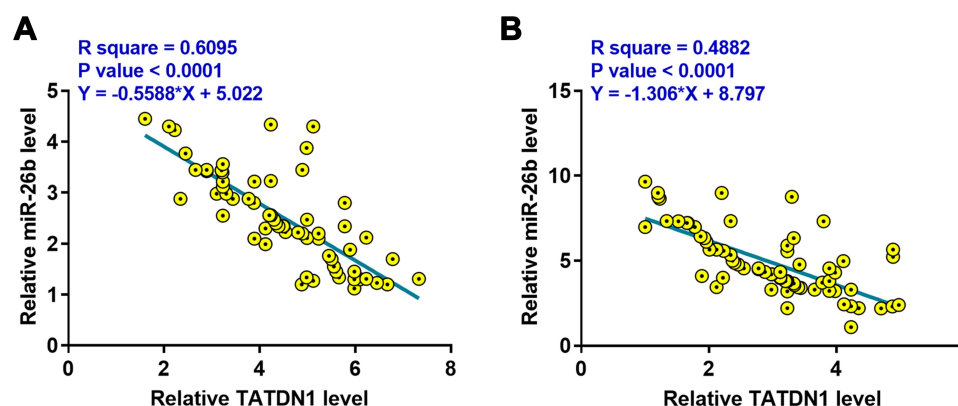 A
R square = 0.6095
P value < 0.0001
Y = -0.5588*X + 5.022
5
4
3
2
1
0
Relative miR-26b level
0 2 4 6 8
Relative TATDN1 level
B
R square = 0.4882
P value < 0.0001
Y = -1.306*X + 8.797
15
10
5
0
Relative miR-26b level
0 2 4
Relative TATDN1 level